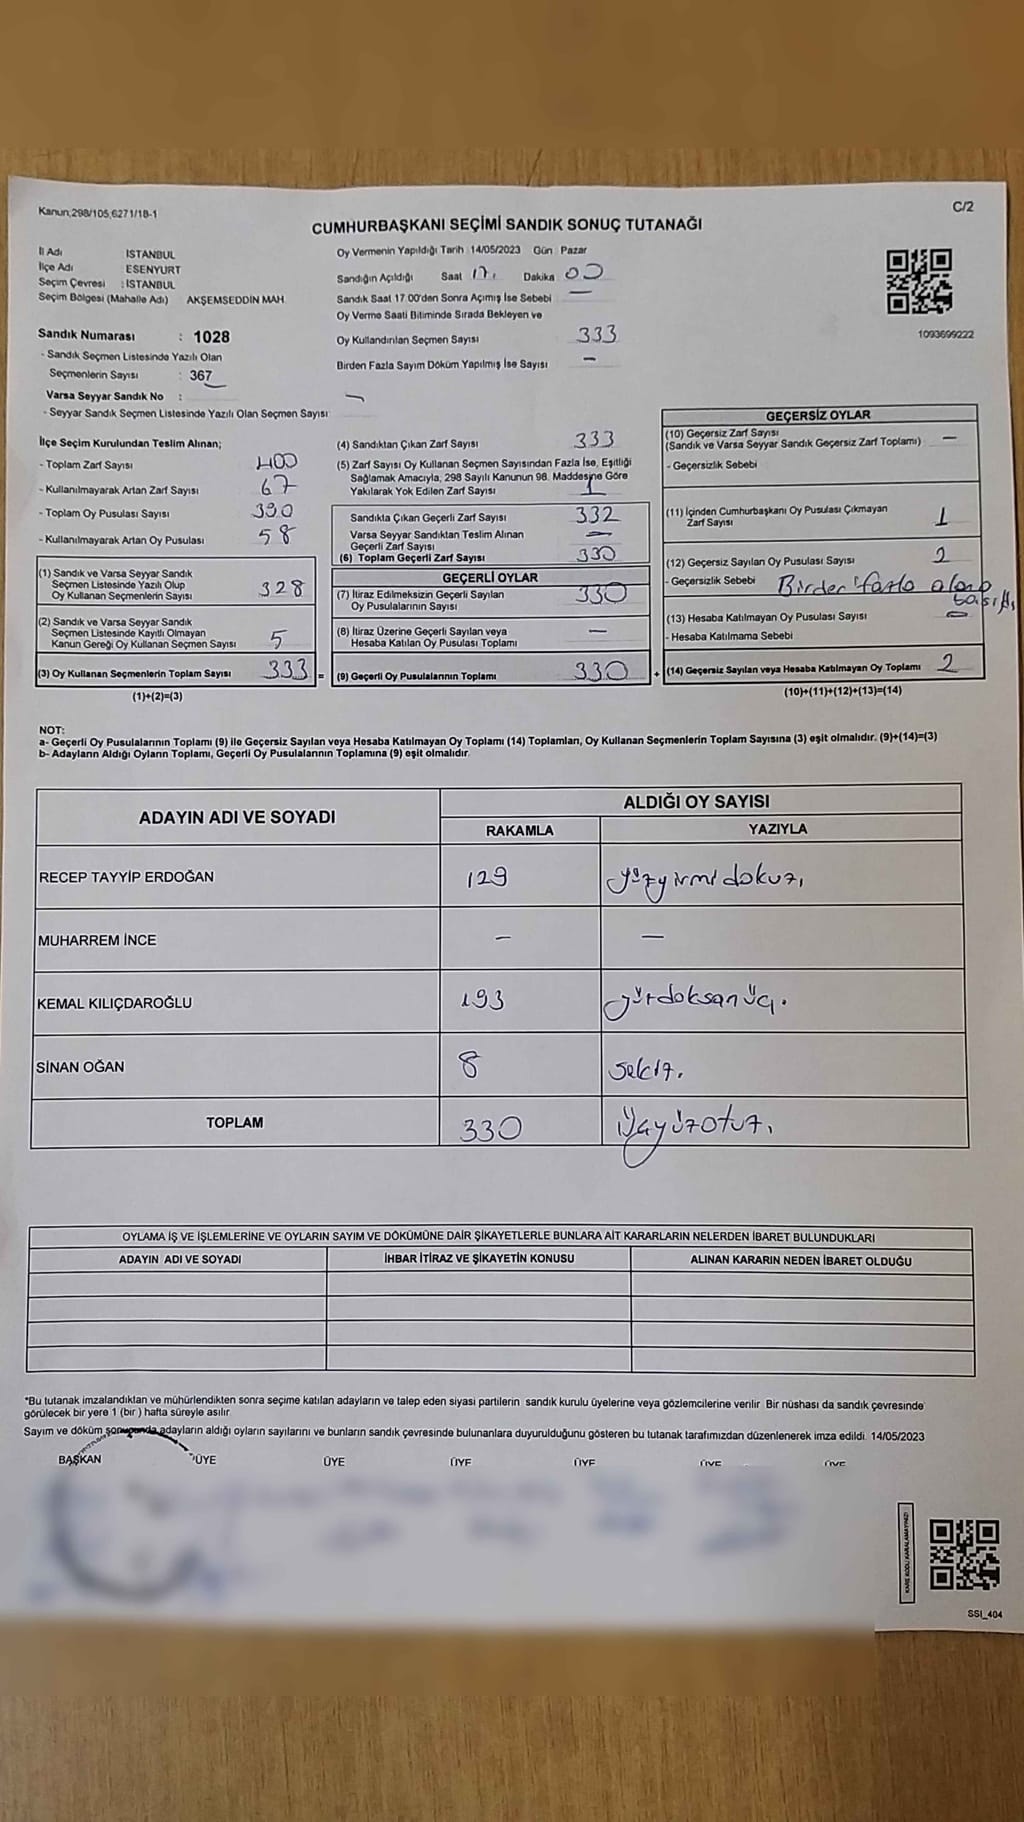 Kanun;298/105,6271/18-1
C/2
CUMHURBAŞKANI SEÇİMİ SANDIK SONUÇ TUTANAĞI
İl Adı İSTANBUL
İlçe Adı ESENYURT
Seçim Çevresi : İSTANBUL
Seçim Bölgesi (Mahalle Adı) AKŞEMSEDDİN MAH.
Sandık Numarası : 1028
- Sandık Seçmen Listesinde Yazılı Olan
Seçmenlerin Sayısı : 367
Varsa Seyyar Sandık No :
- Seyyar Sandık Seçmen Listesinde Yazılı Olan Seçmen Sayısı:
Oy Vermenin Yapıldığı Tarih 14/05/2023 Gün Pazar
Sandığın Açıldığı Saat 17. Dakika 00
Sandık Saat 17.00'den Sonra Açımış İse Sebebi —
Oy Verme Saati Bitiminde Sırada Bekleyen ve
Oy Kullandırılan Seçmen Sayısı 333
Birden Fazla Sayım Döküm Yapılmış İse Sayısı —
1093699222
İlçe Seçim Kurulundan Teslim Alınan;
- Toplam Zarf Sayısı 400
- Kullanılmayarak Artan Zarf Sayısı 67
- Toplam Oy Pusulası Sayısı 390
- Kullanılmayarak Artan Oy Pusulası 58
(1) Sandık ve Varsa Seyyar Sandık
Seçmen Listesinde Yazılı Olup
Oy Kullanan Seçmenlerin Sayısı 328
(2) Sandık ve Varsa Seyyar Sandık
Seçmen Listesinde Kayıtlı Olmayan
Kanun Gereği Oy Kullanan Seçmen Sayısı 5
(3) Oy Kullanan Seçmenlerin Toplam Sayısı 333 =
(1)+(2)=(3)
(4) Sandıktan Çıkan Zarf Sayısı 333
(5) Zarf Sayısı Oy Kullanan Seçmen Sayısından Fazla İse, Eşitliği
Sağlamak Amacıyla, 298 Sayılı Kanunun 98. Maddesine Göre
Yakılarak Yok Edilen Zarf Sayısı 1
Sandıkta Çıkan Geçerli Zarf Sayısı 332
Varsa Seyyar Sandıktan Teslim Alınan
Geçerli Zarf Sayısı —
(6) Toplam Geçerli Zarf Sayısı 330
GEÇERLİ OYLAR
(7) İtiraz Edilmeksizin Geçerli Sayılan
Oy Pusulalarının Sayısı 330
(8) İtiraz Üzerine Geçerli Sayılan veya
Hesaba Katılan Oy Pusulası Toplamı —
(9) Geçerli Oy Pusulalarının Toplamı 330 +
GEÇERSİZ OYLAR
(10) Geçersiz Zarf Sayısı
(Sandık ve Varsa Seyyar Sandık Geçersiz Zarf Toplamı) —
- Geçersizlik Sebebi
(11) İçinden Cumhurbaşkanı Oy Pusulası Çıkmayan
Zarf Sayısı 1
(12) Geçersiz Sayılan Oy Pusulası Sayısı 2
- Geçersizlik Sebebi Birden fazla alana
(13) Hesaba Katılmayan Oy Pusulası Sayısı —
- Hesaba Katılmama Sebebi
(14) Geçersiz Sayılan veya Hesaba Katılmayan Oy Toplamı 2
(10)+(11)+(12)+(13)=(14)
NOT:
a- Geçerli Oy Pusulalarının Toplamı (9) ile Geçersiz Sayılan veya Hesaba Katılmayan Oy Toplamı (14) Toplamları, Oy Kullanan Seçmenlerin Toplam Sayısına (3) eşit olmalıdır. (9)+(14)=(3)
b- Adayların Aldığı Oyların Toplamı, Geçerli Oy Pusulalarının Toplamına (9) eşit olmalıdır.
ADAYIN ADI VE SOYADI ALDIĞI OY SAYISI
RAKAMLA YAZIYLA
RECEP TAYYİP ERDOĞAN 129 yüzyirmidokuz.
MUHARREM İNCE — —
KEMAL KILIÇDAROĞLU 193 yüzdoksanüç.
SİNAN OĞAN 8 sekiz.
TOPLAM 330 Üçyüzotuz.
OYLAMA İŞ VE İŞLEMLERİNE VE OYLARIN SAYIM VE DÖKÜMÜNE DAİR ŞİKAYETLERLE BUNLARA AİT KARARLARIN NELERDEN İBARET BULUNDUKLARI
ADAYIN ADI VE SOYADI İHBAR İTİRAZ VE ŞİKAYETİN KONUSU ALINAN KARARIN NEDEN İBARET OLDUĞU
*Bu tutanak imzalandıktan ve mühürlendikten sonra seçime katılan adayların ve talep eden siyasi partilerin sandık kurulu üyelerine veya gözlemcilerine verilir. Bir nüshası da sandık çevresinde
görülecek bir yere 1 (bir ) hafta süreyle asılır.
Sayım ve döküm sonucunda adayların aldığı oyların sayılarını ve bunların sandık çevresinde bulunanlara duyurulduğunu gösteren bu tutanak tarafımızdan düzenlenerek imza edildi. 14/05/2023
BAŞKAN ÜYE ÜYE ÜYE ÜYE ÜYE ÜYE
KARE KODU KARALAMAYINIZ!
SSI_404